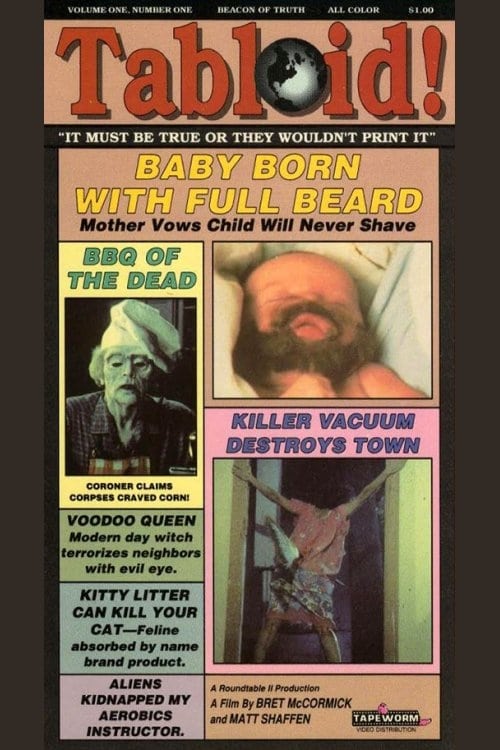 VOLUME ONE, NUMBER ONE BEACON OF TRUTH ALL COLOR $1.00
Tabloid!
"IT MUST BE TRUE OR THEY WOULDN'T PRINT IT"
BABY BORN
WITH FULL BEARD
Mother Vows Child Will Never Shave
BBQ OF
THE DEAD
CORONER CLAIMS
CORPSES CRAVED CORN!
KILLER VACUUM
DESTROYS TOWN
VOODOO QUEEN
Modern day witch
terrorizes neighbors
with evil eye.
KITTY LITTER
CAN KILL YOUR
CAT—Feline
absorbed by name
brand product.
ALIENS
KIDNAPPED MY
AEROBICS
INSTRUCTOR.
A Roundtable II Production
A Film By BRET McCORMICK
and MATT SHAFFEN
TAPEWORM
VIDEO DISTRIBUTION